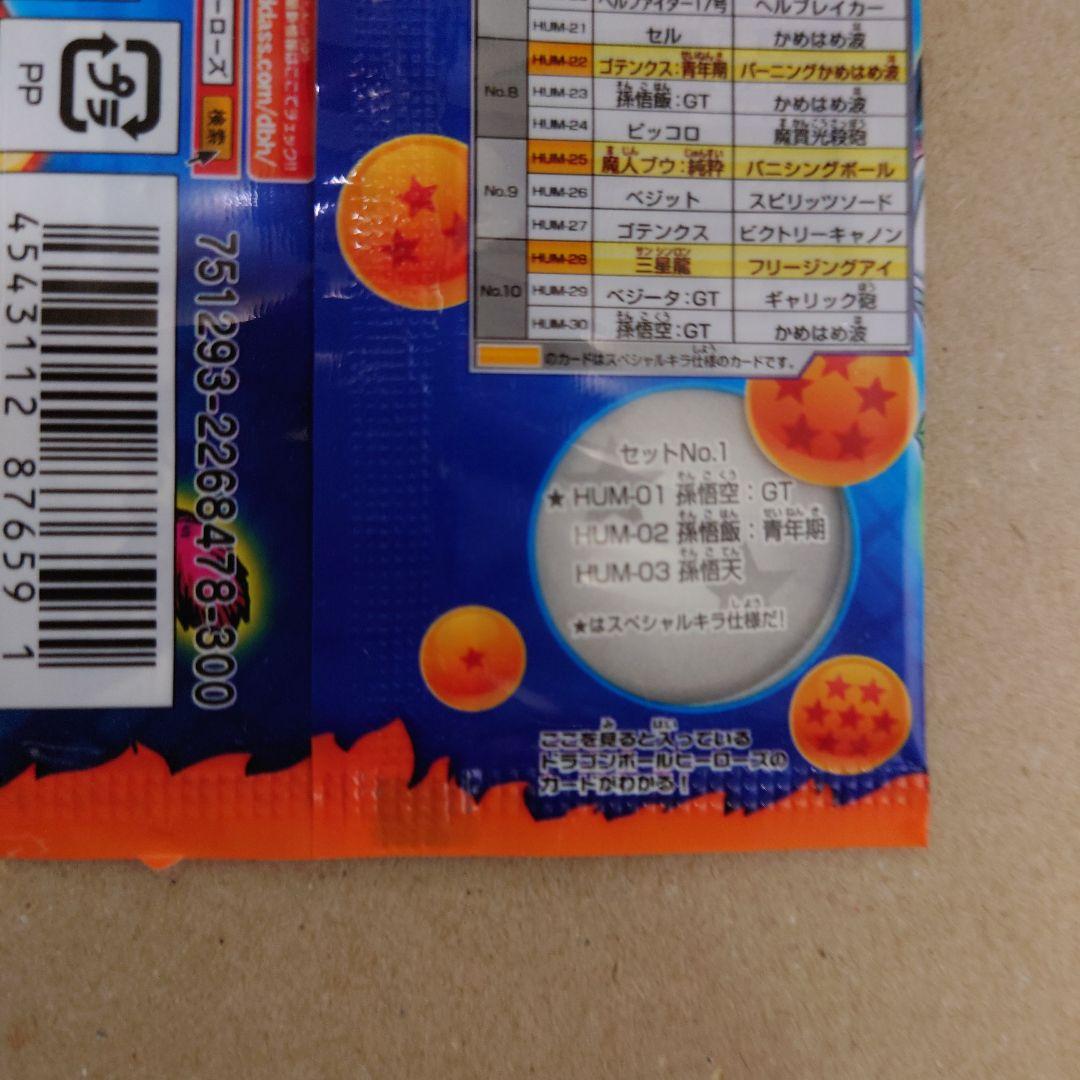 ヘルファイター17号 ヘルブレイカー
HUM-21 セル かめはめ波
HUM-22 ゴテンクス:青年期 バーニングかめはめ波
No.8 HUM-23 孫悟飯:GT かめはめ波
HUM-24 ピッコロ 魔貫光殺砲
HUM-25 魔人ブウ:純粋 バニシングボール
No.9 HUM-26 ベジット スピリッツソード
HUM-27 ゴテンクス ビクトリーキャノン
HUM-28 三星龍 フリージングアイ
No.10 HUM-29 ベジータ:GT ギャリック砲
HUM-30 孫悟空:GT かめはめ波
のカードはスペシャルキラ仕様のカードです。
セットNo.1
★ HUM-01 孫悟空:GT
HUM-02 孫悟飯:青年期
HUM-03 孫悟天
★はスペシャルキラ仕様だ!
ここを見ると入っている
ドラゴンボールヒーローズの
カードがわかる!
ローズ 検索
dass.com/dbh/
プラ
PP
751293-2268478-300
4543112 87659 1